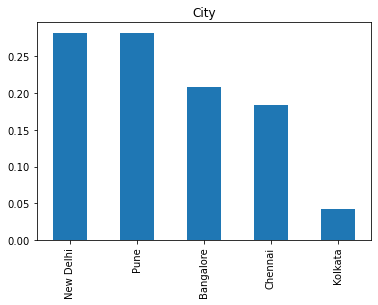 City
0.25
0.20
0.15
0.10
0.05
0.00
New Delhi
Pune
Bangalore
Chennai
Kolkata